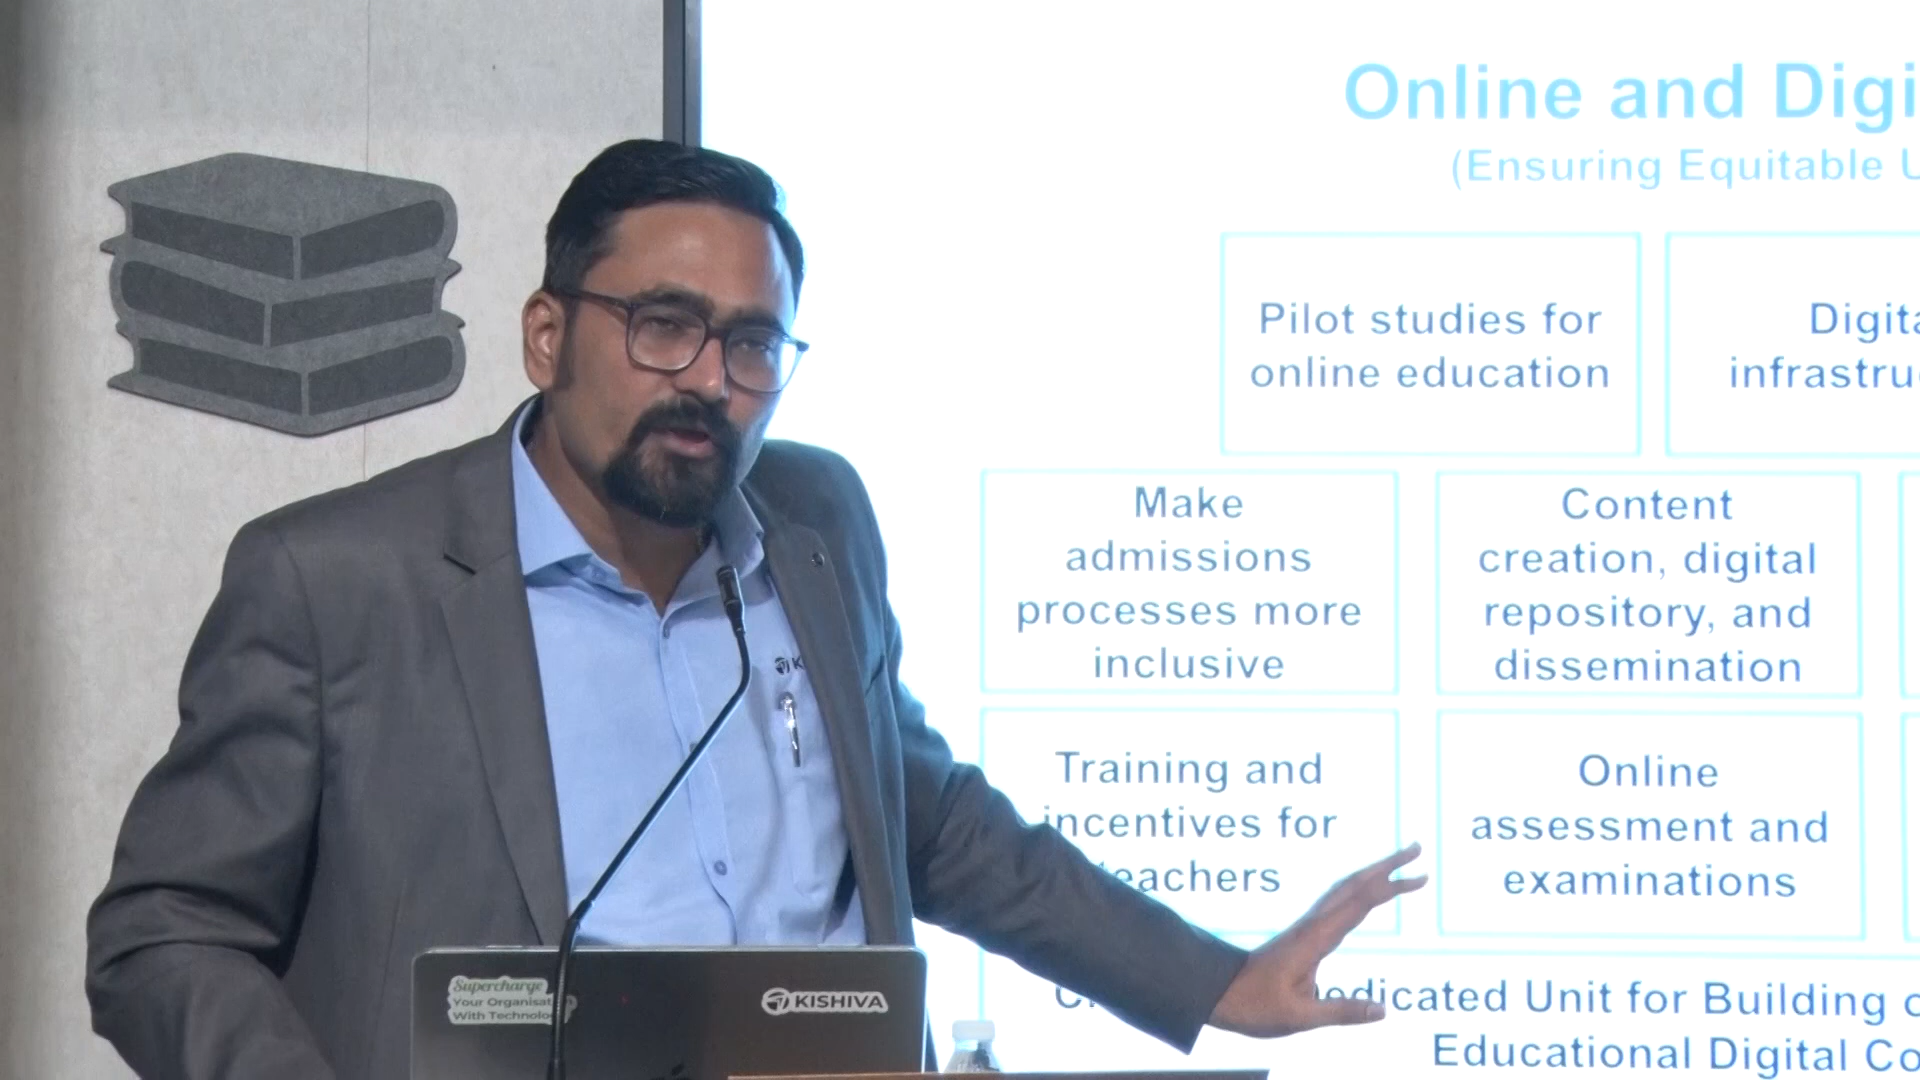 Online and Digi
(Ensuring Equitable U
Pilot studies for
online education
Digita
infrastru
Make
admissions
processes more
inclusive
Content
creation, digital
repository, and
dissemination
Training and
incentives for
teachers
Online
assessment and
examinations
edicated Unit for Building o
Educational Digital Co
K
Supercharge
Your Organisation
With Technolo
KISHIVA